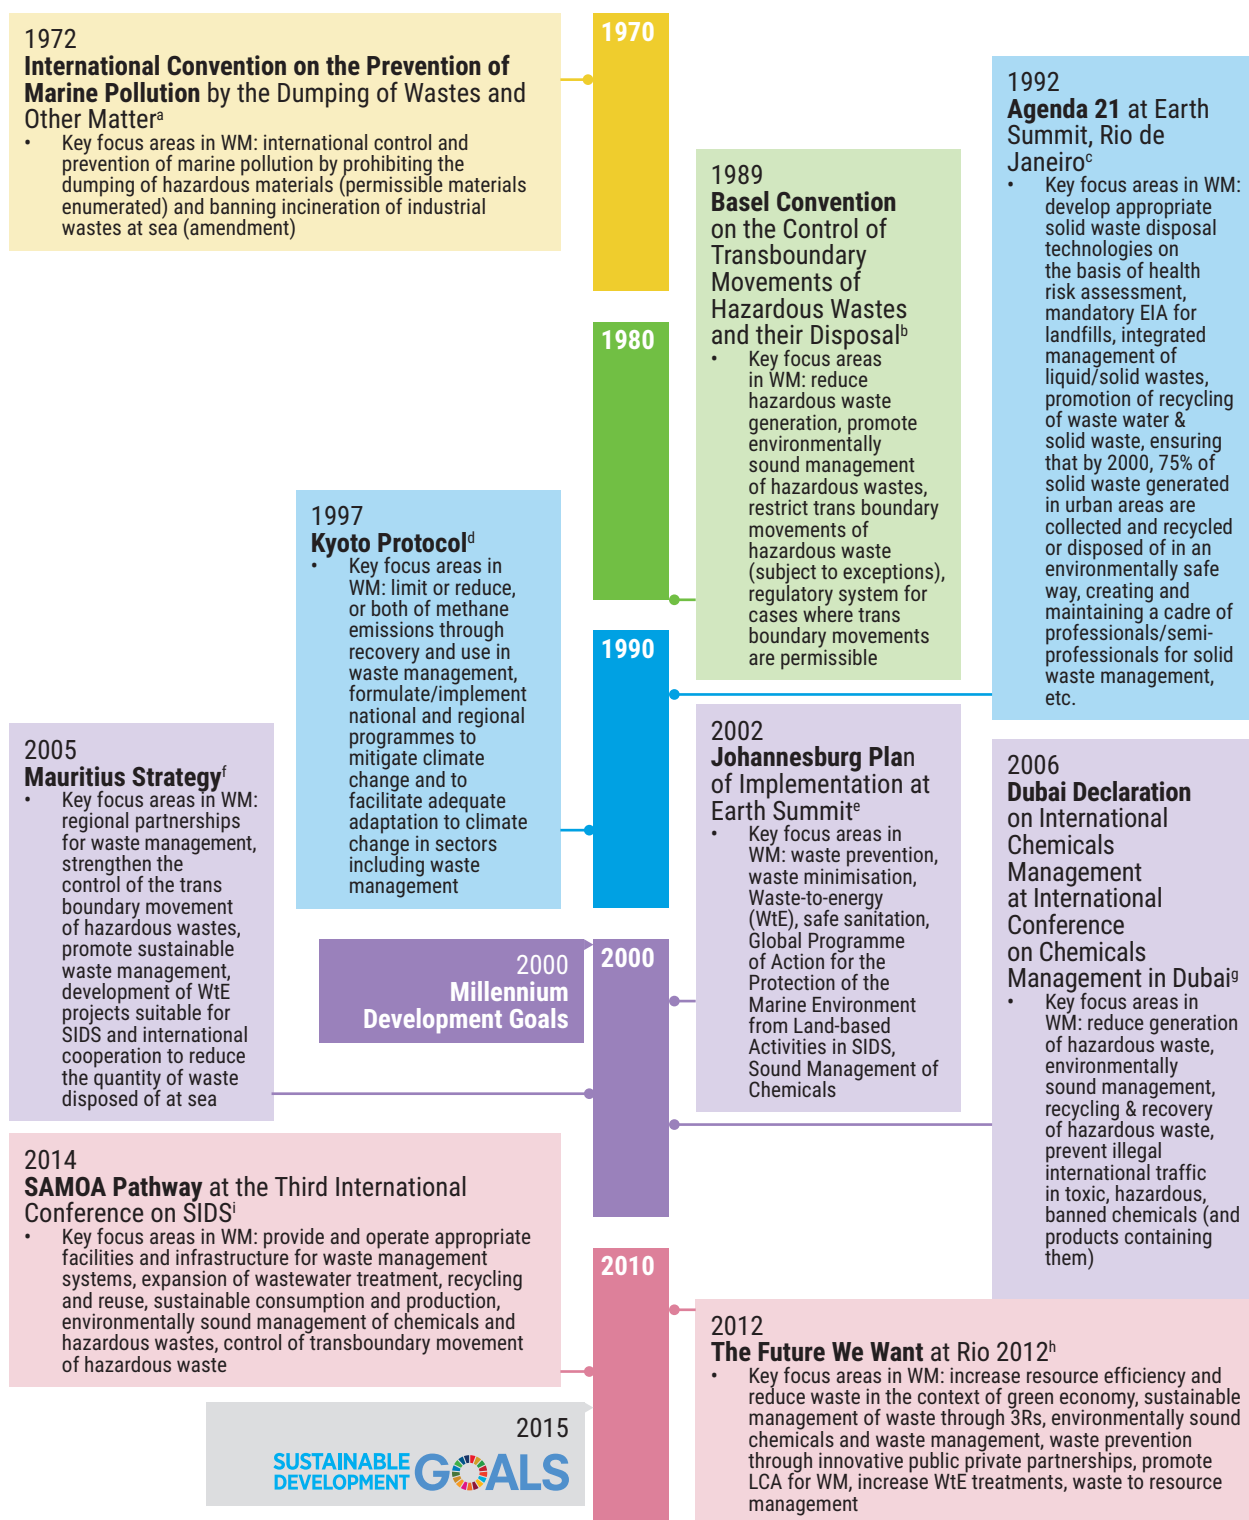 1970
1972
International Convention on the Prevention of
Marine Pollution by the Dumping of Wastes and
Other Matterᵃ
• Key focus areas in WM: international control and
prevention of marine pollution by prohibiting the
dumping of hazardous materials (permissible materials
enumerated) and banning incineration of industrial
wastes at sea (amendment)
1980
1989
Basel Convention
on the Control of
Transboundary
Movements of
Hazardous Wastes
and their Disposalᵇ
• Key focus areas
in WM: reduce
hazardous waste
generation, promote
environmentally
sound management
of hazardous wastes,
restrict trans boundary
movements of
hazardous waste
(subject to exceptions),
regulatory system for
cases where trans
boundary movements
are permissible
1990
1992
Agenda 21 at Earth
Summit, Rio de
Janeiroᶜ
• Key focus areas in WM:
develop appropriate
solid waste disposal
technologies on
the basis of health
risk assessment,
mandatory EIA for
landfills, integrated
management of
liquid/solid wastes,
promotion of recycling
of waste water &
solid waste, ensuring
that by 2000, 75% of
solid waste generated
in urban areas are
collected and recycled
or disposed of in an
environmentally safe
way, creating and
maintaining a cadre of
professionals/semi-
professionals for solid
waste management,
etc.
1997
Kyoto Protocolᵈ
• Key focus areas in
WM: limit or reduce,
or both of methane
emissions through
recovery and use in
waste management,
formulate/implement
national and regional
programmes to
mitigate climate
change and to
facilitate adequate
adaptation to climate
change in sectors
including waste
management
2000
2000
Millennium
Development Goals
2002
Johannesburg Plan
of Implementation at
Earth Summitᵉ
• Key focus areas in
WM: waste prevention,
waste minimisation,
Waste-to-energy
(WtE), safe sanitation,
Global Programme
of Action for the
Protection of the
Marine Environment
from Land-based
Activities in SIDS,
Sound Management of
Chemicals
2005
Mauritius Strategyᶠ
• Key focus areas in WM:
regional partnerships
for waste management,
strengthen the
control of the trans
boundary movement
of hazardous wastes,
promote sustainable
waste management,
development of WtE
projects suitable for
SIDS and international
cooperation to reduce
the quantity of waste
disposed of at sea
2006
Dubai Declaration
on International
Chemicals
Management
at International
Conference
on Chemicals
Management in Dubaiᵍ
• Key focus areas in
WM: reduce generation
of hazardous waste,
environmentally
sound management,
recycling & recovery
of hazardous waste,
prevent illegal
international traffic
in toxic, hazardous,
banned chemicals (and
products containing
them)
2010
2012
The Future We Want at Rio 2012ʰ
• Key focus areas in WM: increase resource efficiency and
reduce waste in the context of green economy, sustainable
management of waste through 3Rs, environmentally sound
chemicals and waste management, waste prevention
through innovative public private partnerships, promote
LCA for WM, increase WtE treatments, waste to resource
management
2014
SAMOA Pathway at the Third International
Conference on SIDSⁱ
• Key focus areas in WM: provide and operate appropriate
facilities and infrastructure for waste management
systems, expansion of wastewater treatment, recycling
and reuse, sustainable consumption and production,
environmentally sound management of chemicals and
hazardous wastes, control of transboundary movement
of hazardous waste
2015
SUSTAINABLE
DEVELOPMENT GOALS